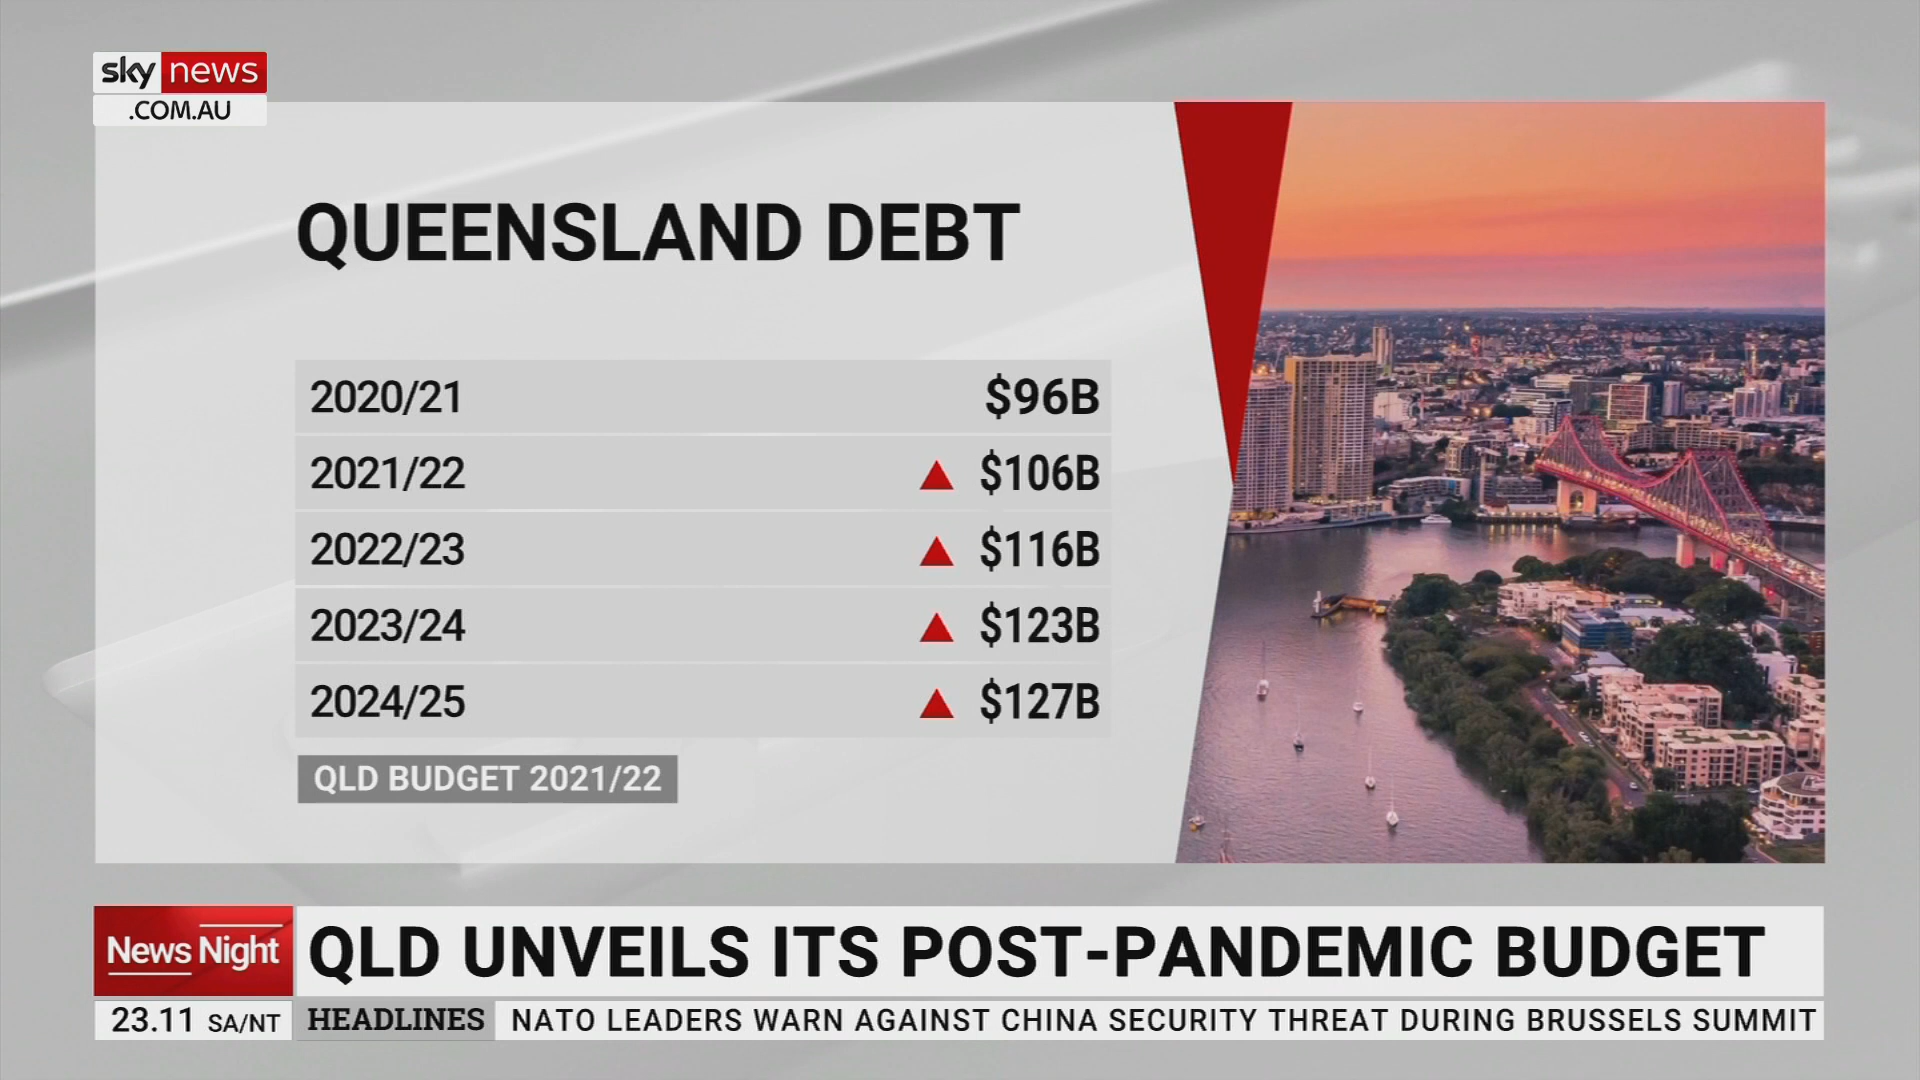 sky news
.COM.AU
QUEENSLAND DEBT
2020/21 $96B
2021/22 $106B
2022/23 $116B
2023/24 $123B
2024/25 $127B
QLD BUDGET 2021/22
News Night QLD UNVEILS ITS POST-PANDEMIC BUDGET
23.11 SA/NT HEADLINES NATO LEADERS WARN AGAINST CHINA SECURITY THREAT DURING BRUSSELS SUMMIT